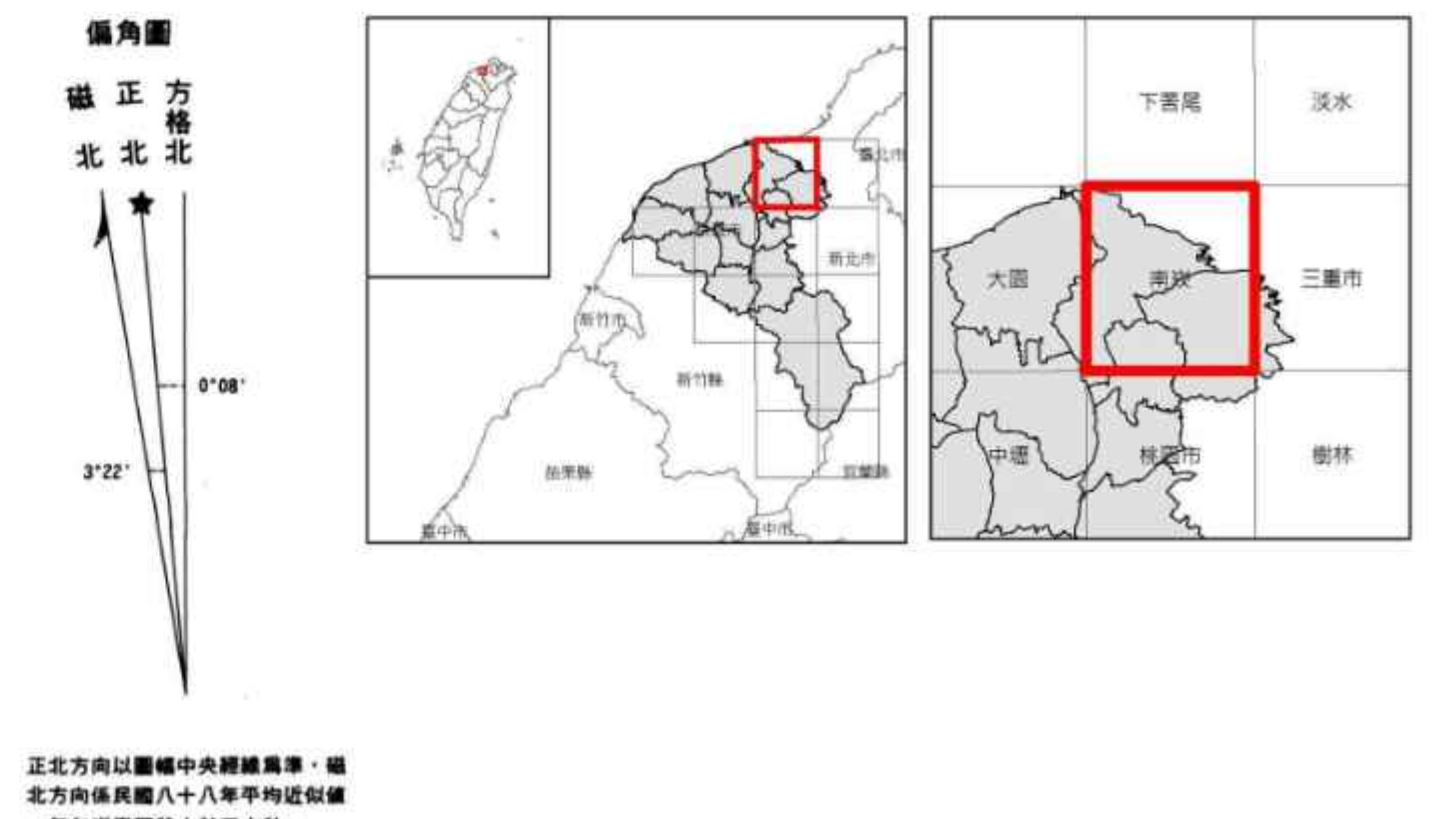 偏角圖
磁北
正北
方格北
0°08'
3°22'
正北方向以圖幅中央經線為準，磁
北方向係民國八十八年平均近似值
臺北市
新北市
新竹市
新竹縣
苗栗縣
宜蘭縣
臺中市
臺中市
下罟尾
淡水
大園
南崁
三重市
中壢
桃園市
樹林